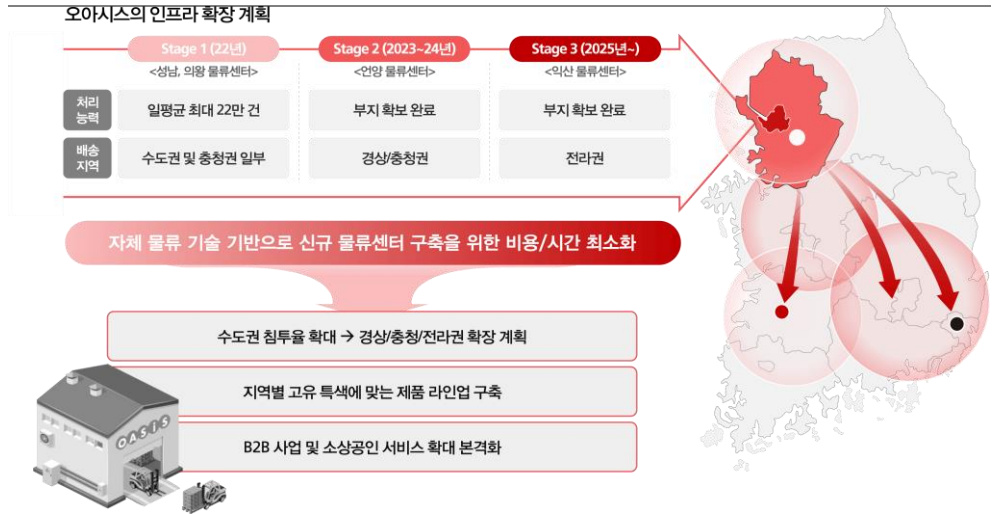 오아시스의 인프라 확장 계획
Stage 1 (22년)
Stage 2 (2023~24년)
Stage 3 (2025년~)
<성남, 의왕 물류센터>
<언양 물류센터>
<익산 물류센터>
처리
능력
일평균 최대 22만 건
부지 확보 완료
부지 확보 완료
배송
지역
수도권 및 충청권 일부
경상/충청권
전라권
자체 물류 기술 기반으로 신규 물류센터 구축을 위한 비용/시간 최소화
수도권 침투율 확대 → 경상/충청/전라권 확장 계획
지역별 고유 특색에 맞는 제품 라인업 구축
B2B 사업 및 소상공인 서비스 확대 본격화
OASIS